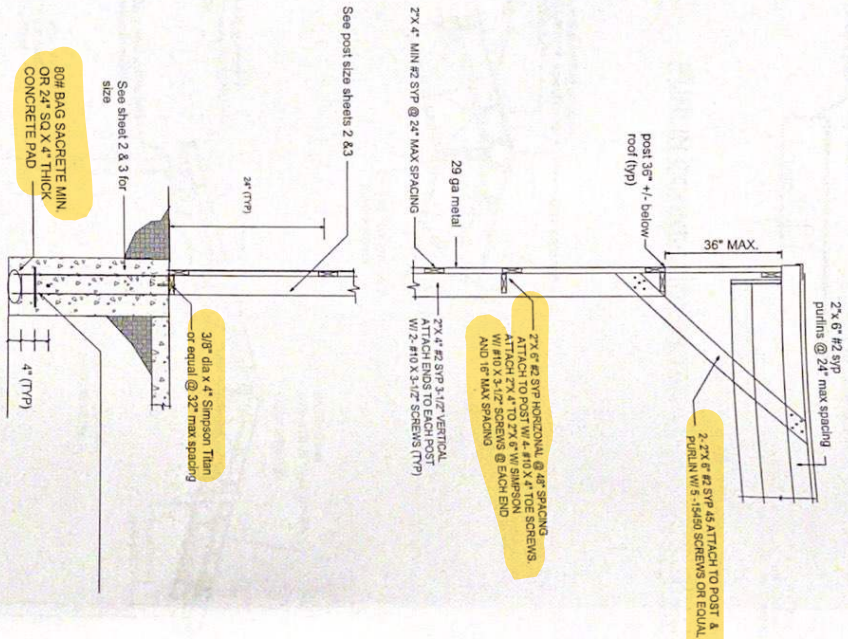 2"x 6" #2 syp
purlins @ 24" max spacing
36" MAX.
2- 2"X 6" #2 SYP 45 ATTACH TO POST &
PURLIN W/ 5 -15450 SCREWS OR EQUAL
post 36" +/- below
roof (typ)
29 ga metal
2"X 6" #2 SYP HORIZONAL @ 48" SPACING
ATTACH TO POST W/ 4- #10 X 4" TOE SCREWS.
ATTACH 2"X 4" TO 2"X 6" W/ SIMPSON
W/ #10 X 3-1/2" SCREWS @ EACH END
AND 16" MAX SPACING
2"X 4" MIN #2 SYP @ 24" MAX SPACING
2"X 4" #2 SYP 3-1/2" VERTICAL
ATTACH ENDS TO EACH POST
W/ 2- #10 X 3-1/2" SCREWS (TYP)
See post size sheets 2 &3
24" (TYP)
3/8" dia x 4" Simpson Titan
or equal @ 32" max spacing
See sheet 2 & 3 for
size
80# BAG SACRETE MIN.
OR 24" SQ X 4" THICK
CONCRETE PAD
4" (TYP)